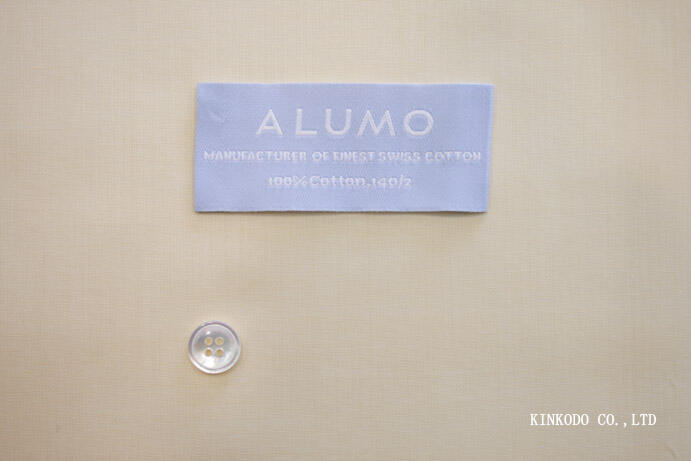 ALUMO
MANUFACTURER OF FINEST SWISS COTTON
100% Cotton, 140/2
KINKODO CO.,LTD